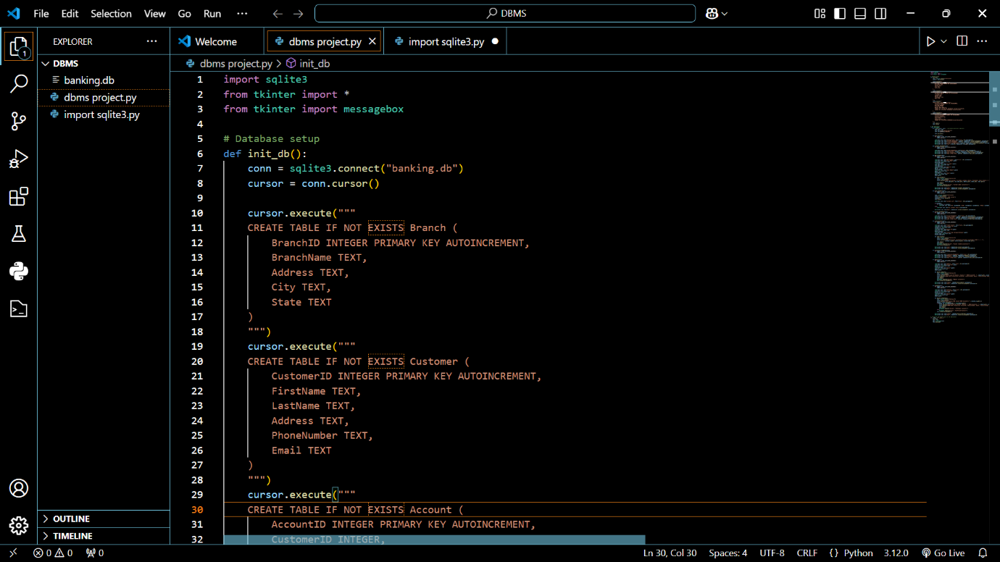 File Edit Selection View Go Run ··· DBMS
EXPLORER ···
Welcome dbms project.py import sqlite3.py
DBMS
banking.db
dbms project.py
import sqlite3.py
OUTLINE
TIMELINE
1
dbms project.py > init_db
1 import sqlite3
2 from tkinter import *
3 from tkinter import messagebox
4
5 # Database setup
6 def init_db():
7 conn = sqlite3.connect("banking.db")
8 cursor = conn.cursor()
9
10 cursor.execute("""
11 CREATE TABLE IF NOT EXISTS Branch (
12 BranchID INTEGER PRIMARY KEY AUTOINCREMENT,
13 BranchName TEXT,
14 Address TEXT,
15 City TEXT,
16 State TEXT
17 )
18 """)
19 cursor.execute("""
20 CREATE TABLE IF NOT EXISTS Customer (
21 CustomerID INTEGER PRIMARY KEY AUTOINCREMENT,
22 FirstName TEXT,
23 LastName TEXT,
24 Address TEXT,
25 PhoneNumber TEXT,
26 Email TEXT
27 )
28 """)
29 cursor.execute("""
30 CREATE TABLE IF NOT EXISTS Account (
31 AccountID INTEGER PRIMARY KEY AUTOINCREMENT,
32 CustomerID INTEGER,
0 0 0 Ln 30, Col 30 Spaces: 4 UTF-8 CRLF {} Python 3.12.0 Go Live